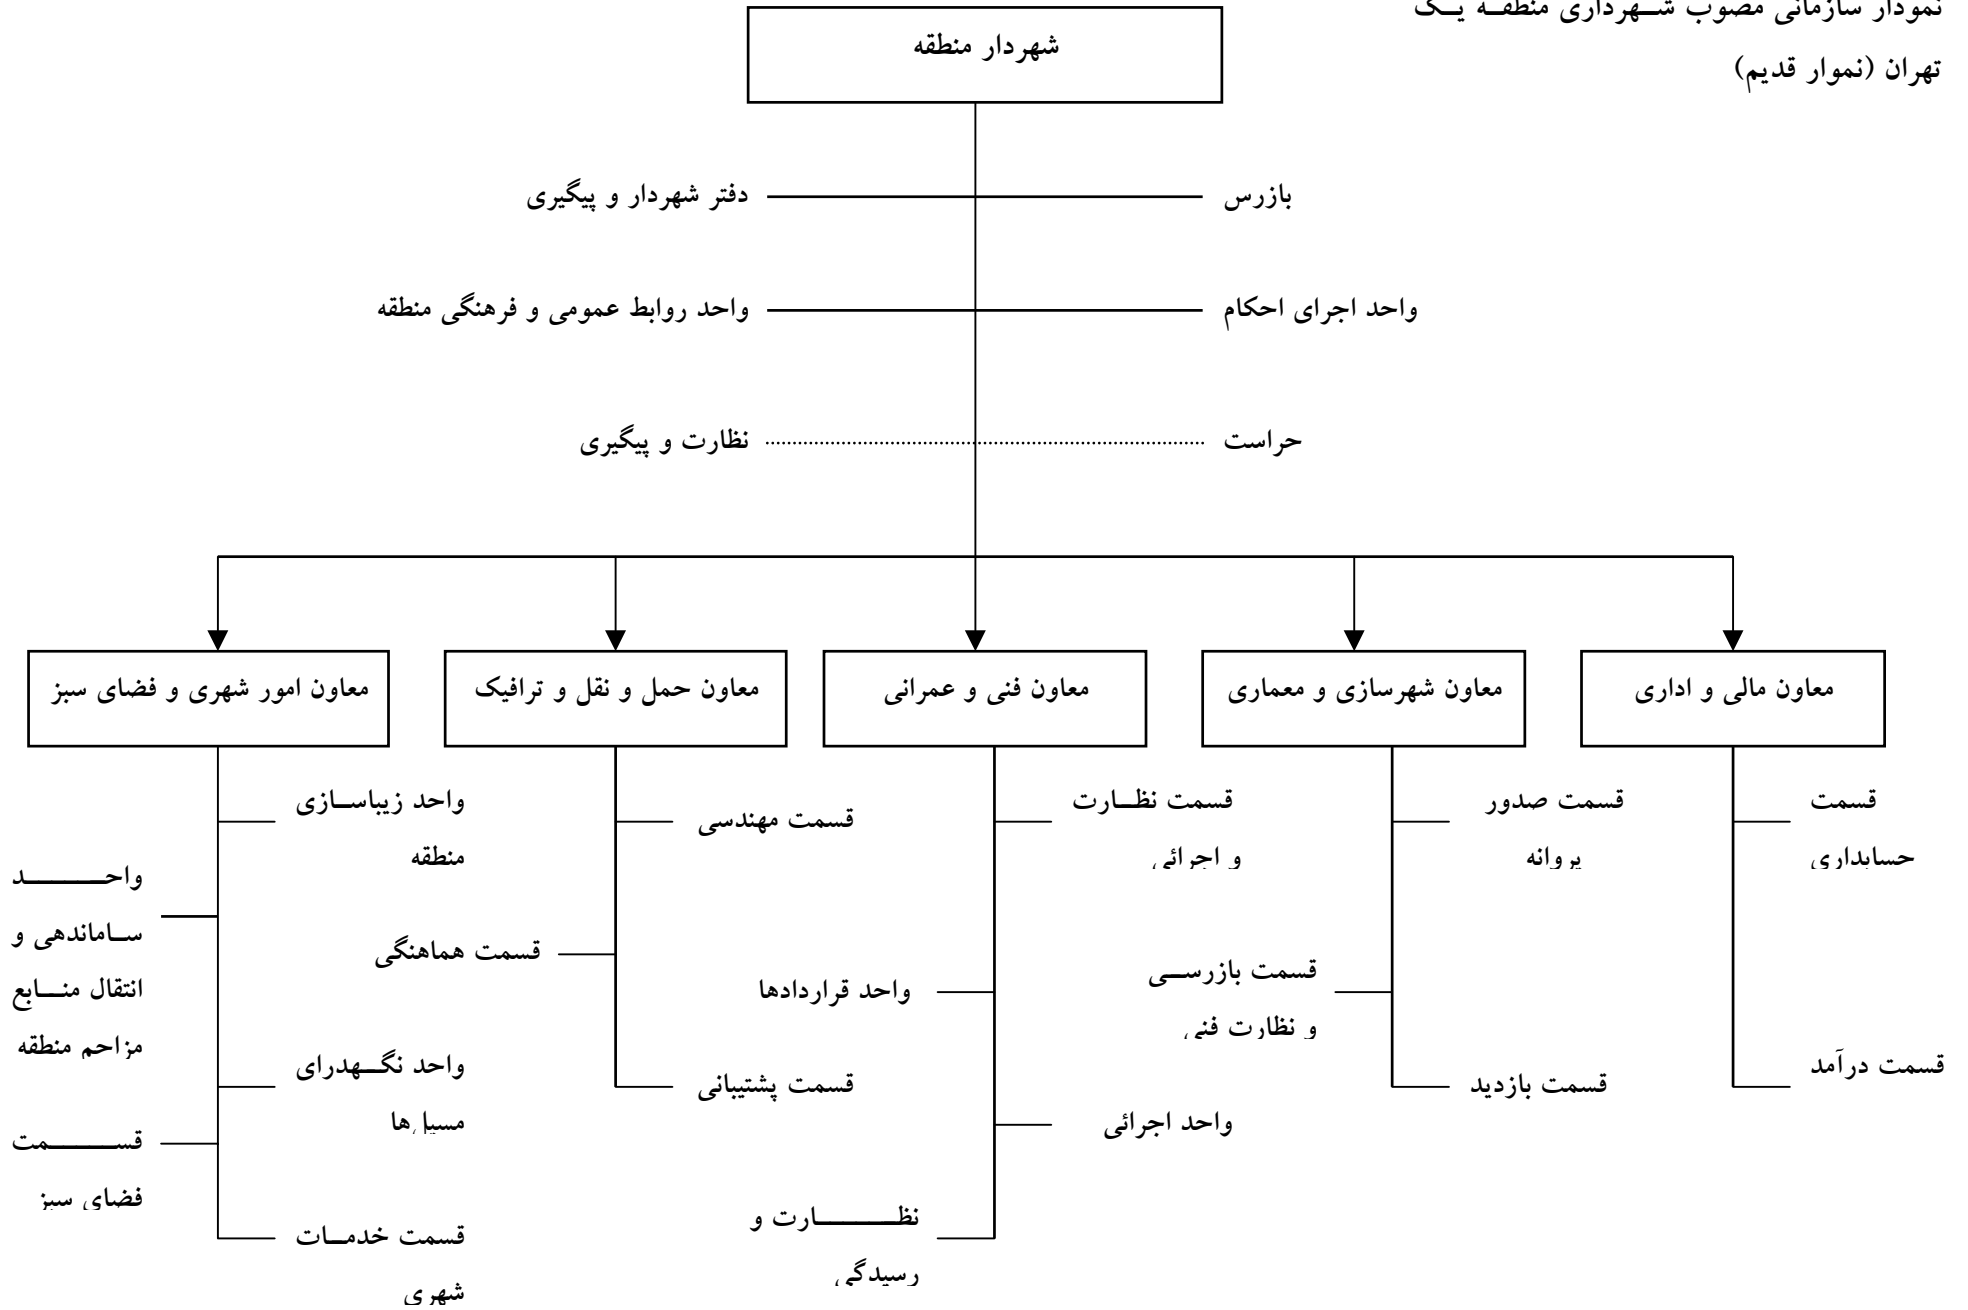 نمودار سازمانی مصوب شهرداری منطقه یک
تهران (نموار قدیم)
شهردار منطقه
بازرس
دفتر شهردار و پیگیری
واحد اجرای احکام
واحد روابط عمومی و فرهنگی منطقه
حراست
نظارت و پیگیری
معاون مالی و اداری
معاون شهرسازی و معماری
معاون فنی و عمرانی
معاون حمل و نقل و ترافیک
معاون امور شهری و فضای سبز
قسمت
حسابداری
قسمت درآمد
قسمت صدور
پروانه
قسمت بازرسی
و نظارت فنی
قسمت بازدید
قسمت نظارت
و اجرائی
واحد قراردادها
واحد اجرائی
نظارت و
رسیدگی
قسمت مهندسی
قسمت هماهنگی
قسمت پشتیبانی
واحد زیباسازی
منطقه
واحد
ساماندهی و
انتقال منابع
مزاحم منطقه
واحد نگهدرای
مسیل‌ها
قسمت
فضای سبز
قسمت خدمات
شهری